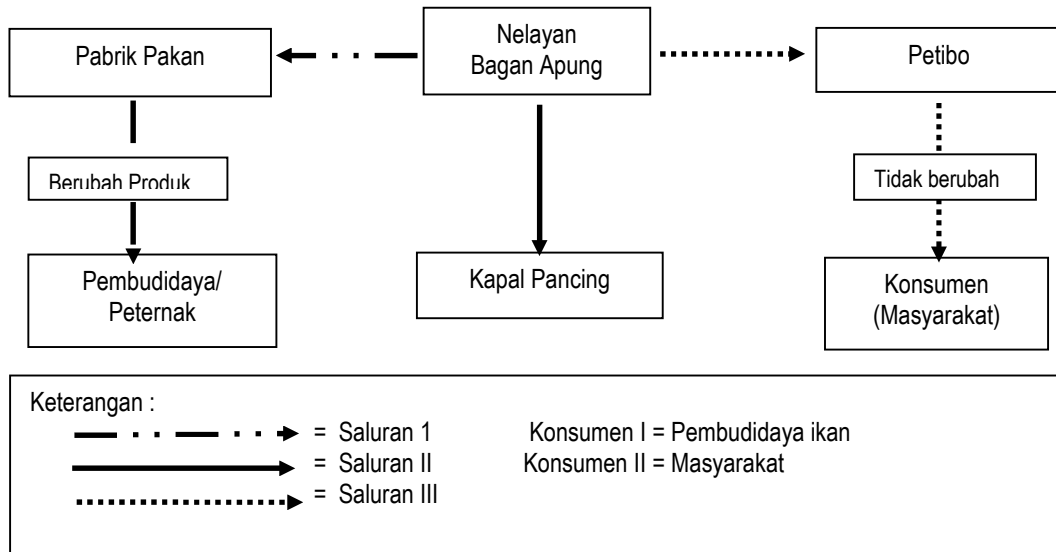 Pabrik Pakan
Nelayan
Bagan Apung
Petibo
Berubah Produk
Tidak berubah
Pembudidaya/
Peternak
Kapal Pancing
Konsumen
(Masyarakat)
Keterangan :
= Saluran 1 Konsumen I = Pembudidaya ikan
= Saluran II Konsumen II = Masyarakat
= Saluran III